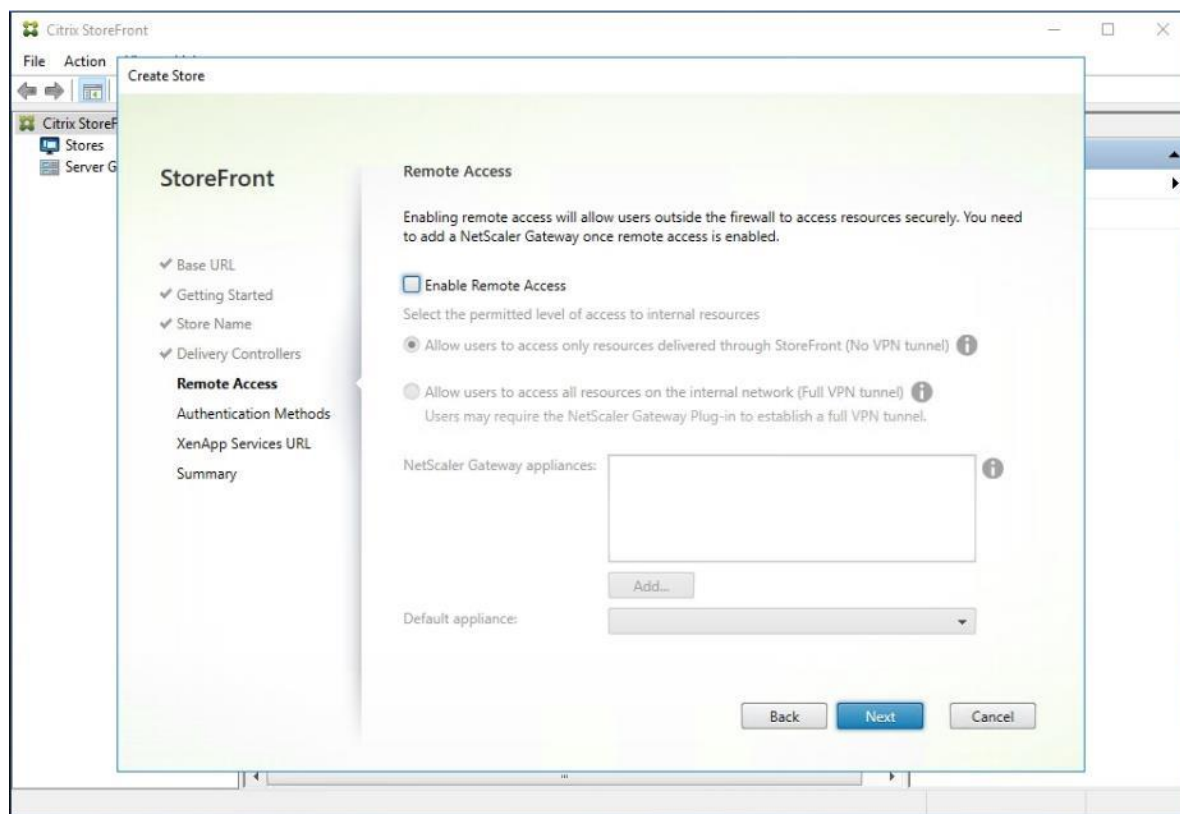 Citrix StoreFront
File Action
Create Store
Citrix StoreF
Stores
Server G
StoreFront
Base URL
Getting Started
Store Name
Delivery Controllers
Remote Access
Authentication Methods
XenApp Services URL
Summary
Remote Access
Enabling remote access will allow users outside the firewall to access resources securely. You need
to add a NetScaler Gateway once remote access is enabled.
Enable Remote Access
Select the permitted level of access to internal resources
Allow users to access only resources delivered through StoreFront (No VPN tunnel)
Allow users to access all resources on the internal network (Full VPN tunnel)
Users may require the NetScaler Gateway Plug-in to establish a full VPN tunnel.
NetScaler Gateway appliances:
Add...
Default appliance:
Back Next Cancel